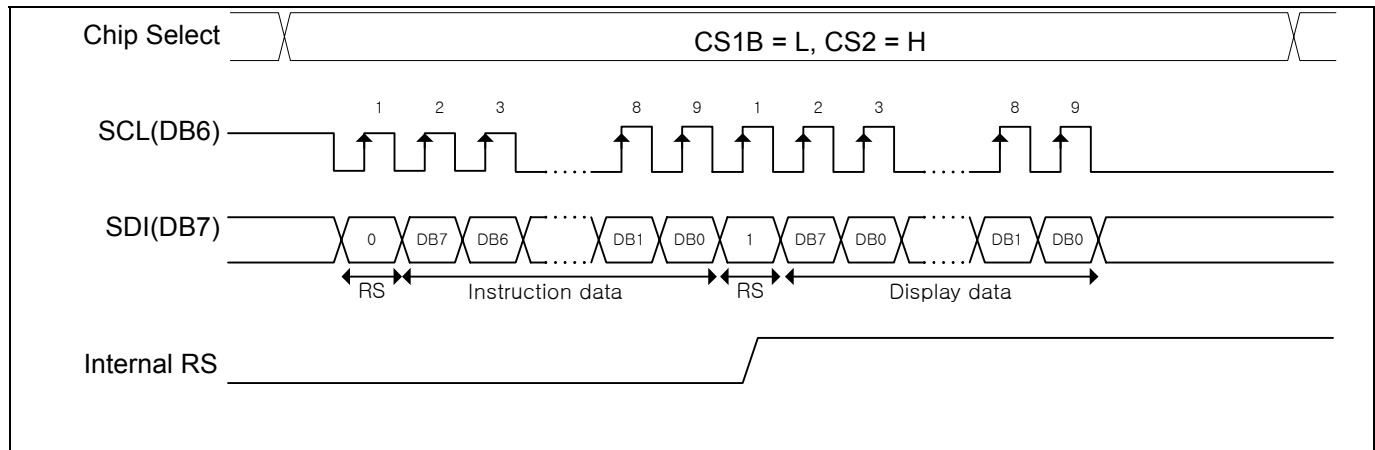 Chip Select
CS1B = L, CS2 = H
1 2 3 8 9 1 2 3 8 9
SCL(DB6)
SDI(DB7)
0 DB7 DB6 DB1 DB0 1 DB7 DB0 DB1 DB0
RS Instruction data RS Display data
Internal RS